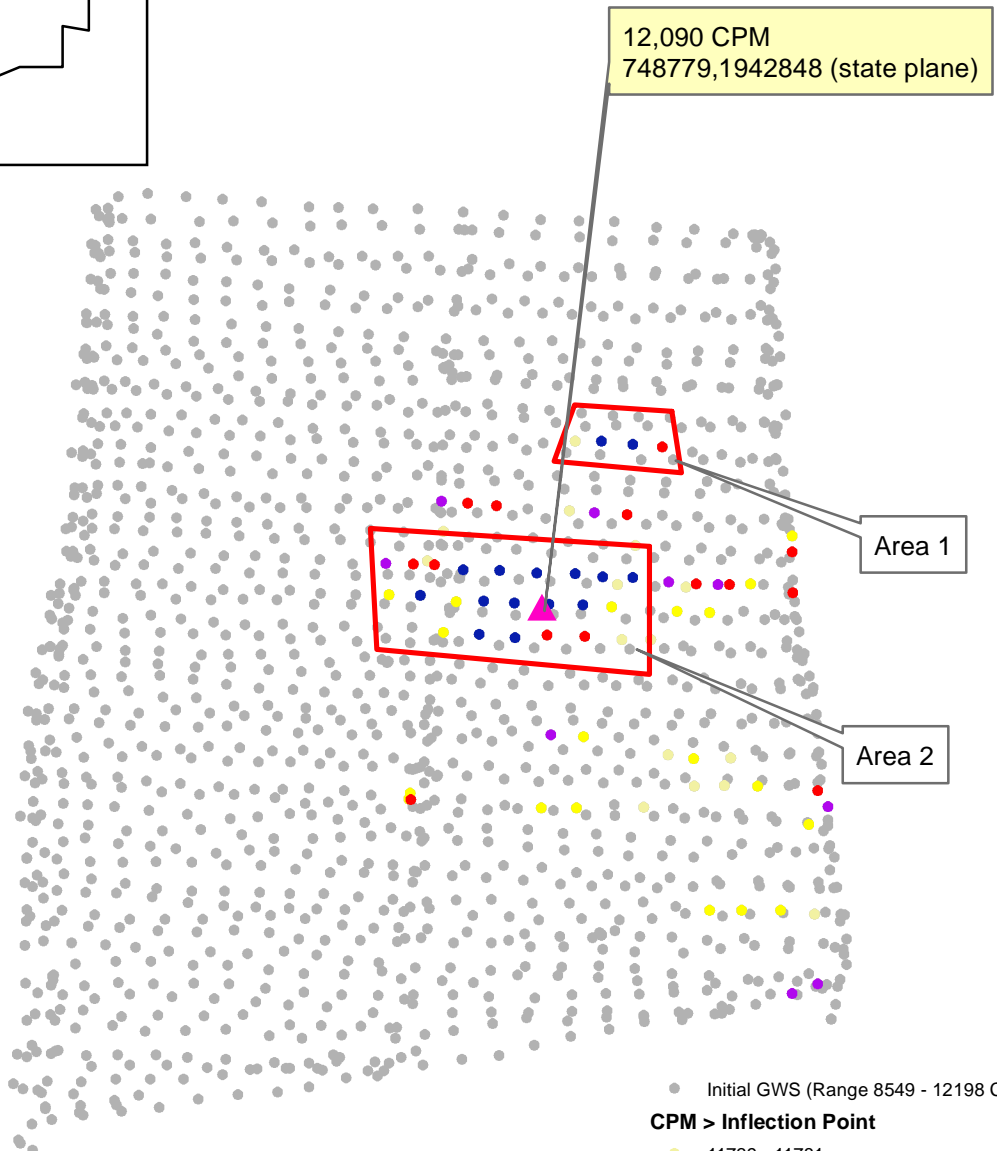 12,090 CPM
748779,1942848 (state plane)
Area 1
Area 2
Initial GWS (Range 8549 - 12198
CPM > Inflection Point